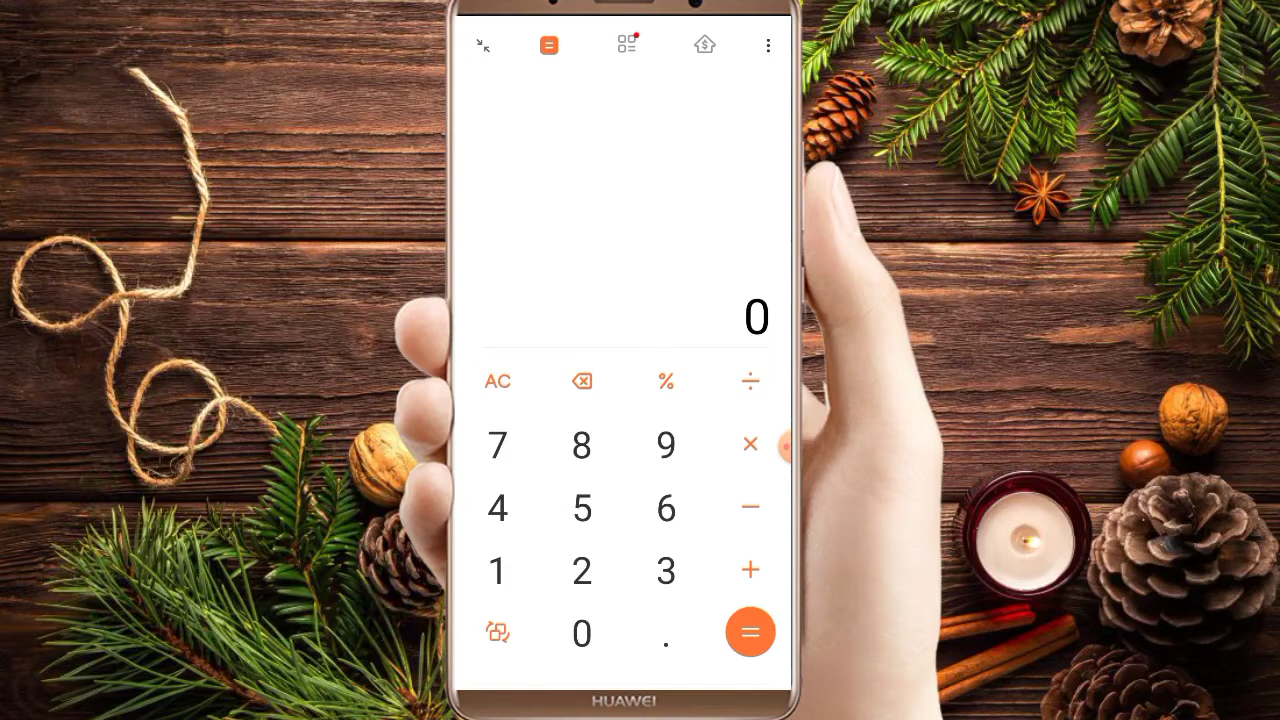 0
AC % ÷
7 8 9 ×
4 5 6 −
1 2 3 +
0 . =
HUAWEI